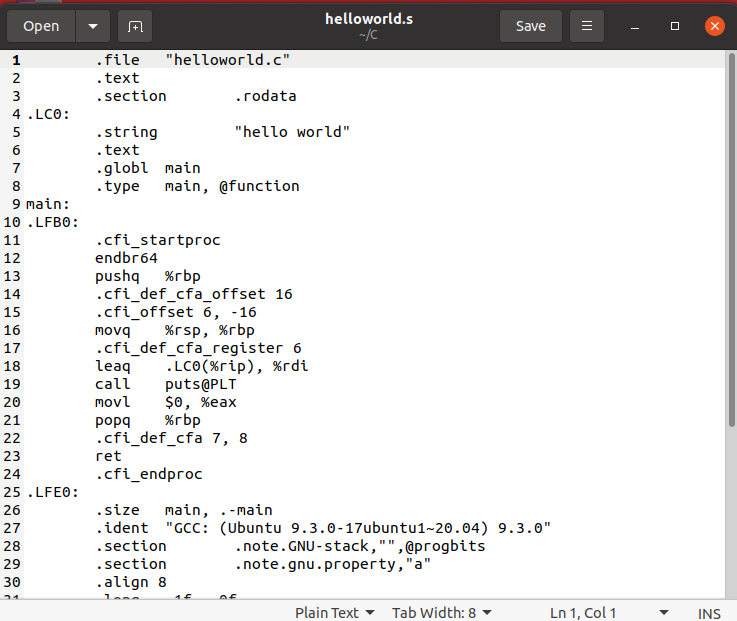 Open
helloworld.s
~/C
Save
1 .file "helloworld.c"
2 .text
3 .section .rodata
4 .LC0:
5 .string "hello world"
6 .text
7 .globl main
8 .type main, @function
9 main:
10 .LFB0:
11 .cfi_startproc
12 endbr64
13 pushq %rbp
14 .cfi_def_cfa_offset 16
15 .cfi_offset 6, -16
16 movq %rsp, %rbp
17 .cfi_def_cfa_register 6
18 leaq .LC0(%rip), %rdi
19 call puts@PLT
20 movl $0, %eax
21 popq %rbp
22 .cfi_def_cfa 7, 8
23 ret
24 .cfi_endproc
25 .LFE0:
26 .size main, .-main
27 .ident "GCC: (Ubuntu 9.3.0-17ubuntu1~20.04) 9.3.0"
28 .section .note.GNU-stack,"",@progbits
29 .section .note.gnu.property,"a"
30 .align 8
31 .long 1f - 0f
Plain Text Tab Width: 8 Ln 1, Col 1 INS